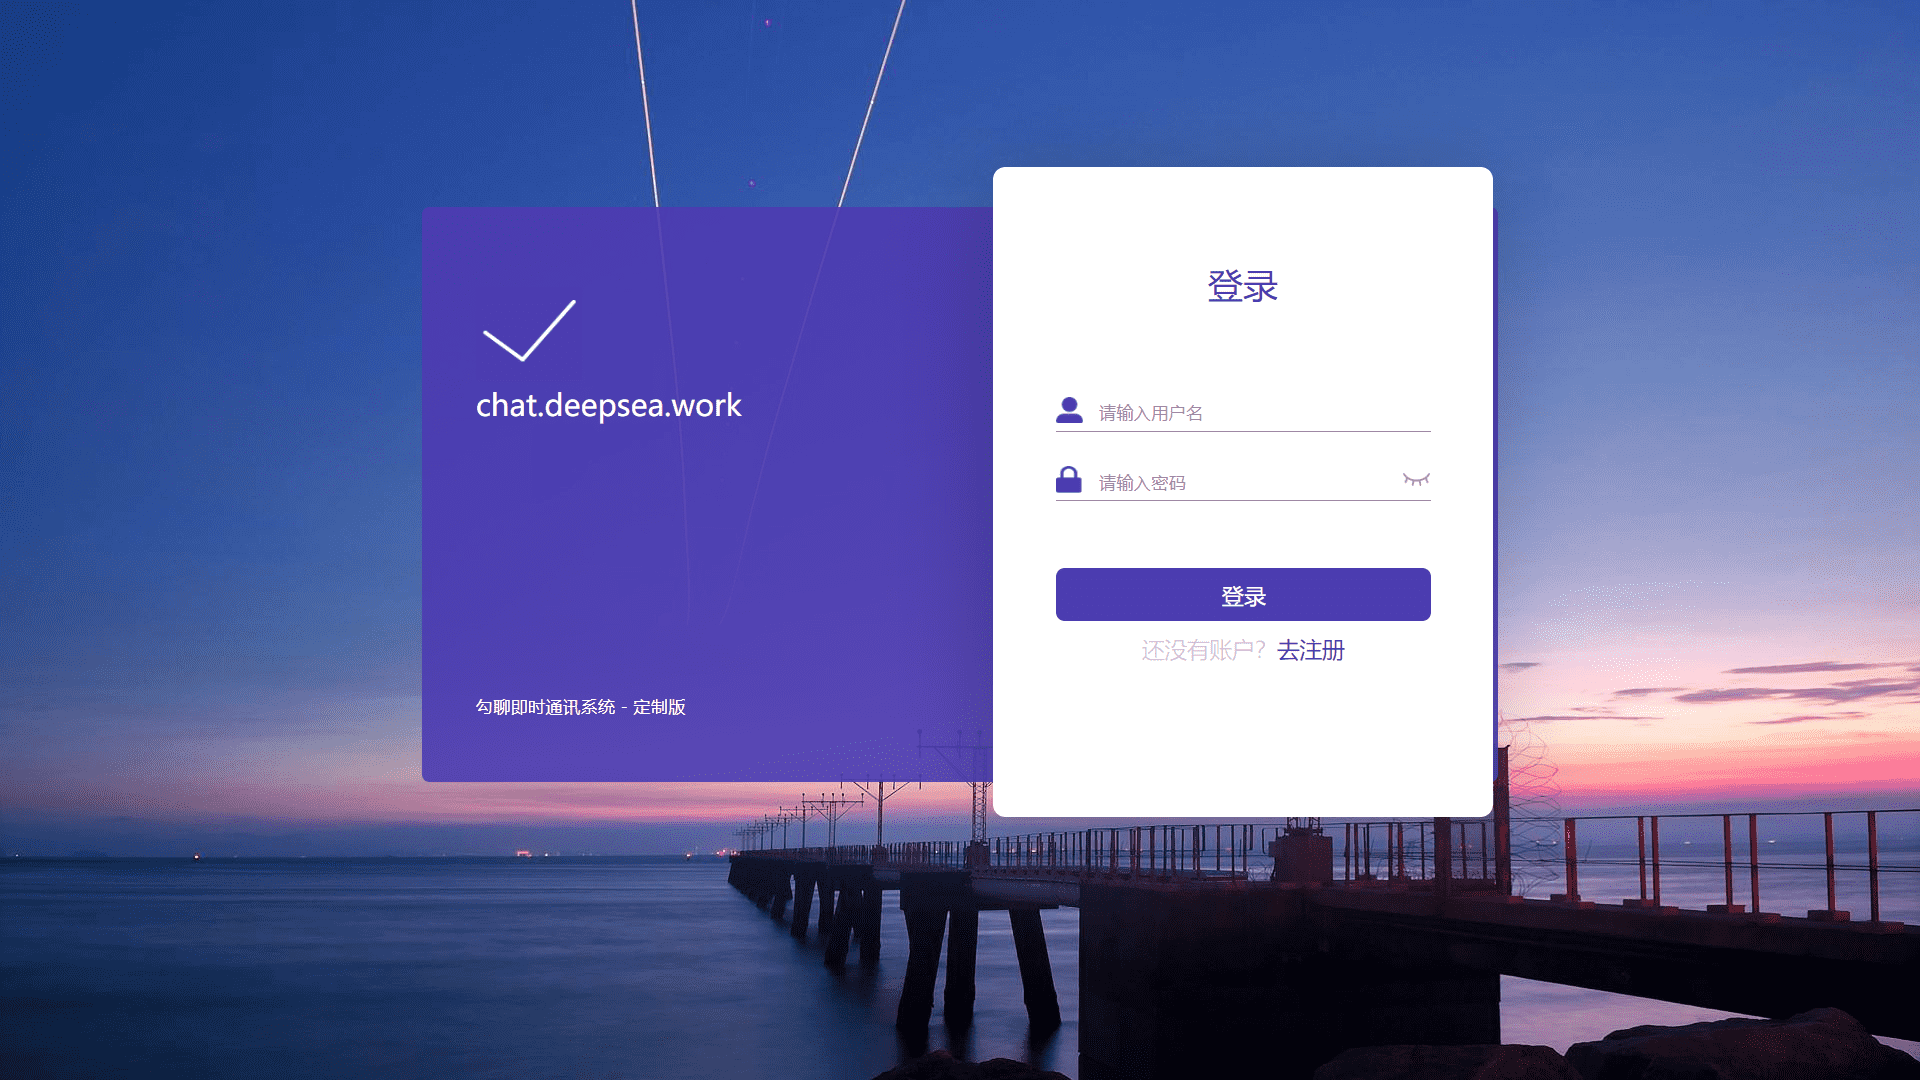 chat.deepsea.work
勾聊即时通讯系统 - 定制版
登录
请输入用户名
请输入密码
登录
还没有账户？去注册